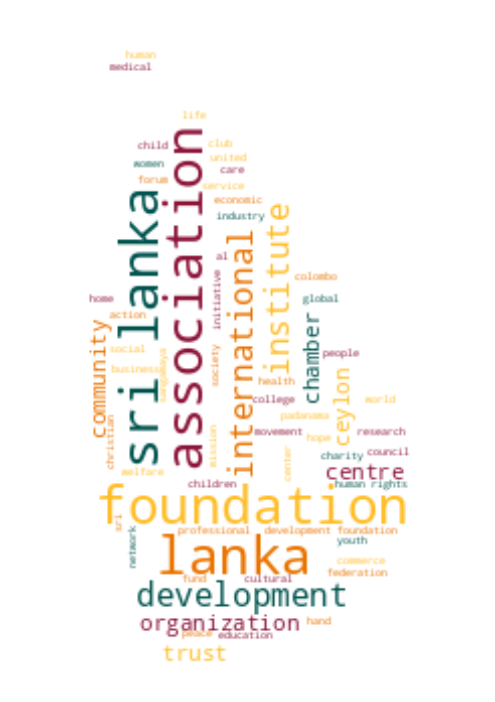 human
medical
life
child
club
women
united
care
forum
service
economic
industry
sri lanka
association
institute
international
al
colombo
initiative
home
global
action
community
chamber
social
society
people
business
sangamaya
health
ceylon
college
world
padanama
christian
mission
movement
hope
research
center
charity
council
welfare
centre
children
human rights
foundation
sri
network
professional
development foundation
youth
lanka
commerce
federation
fund
cultural
development
organization
hand
peace
education
trust